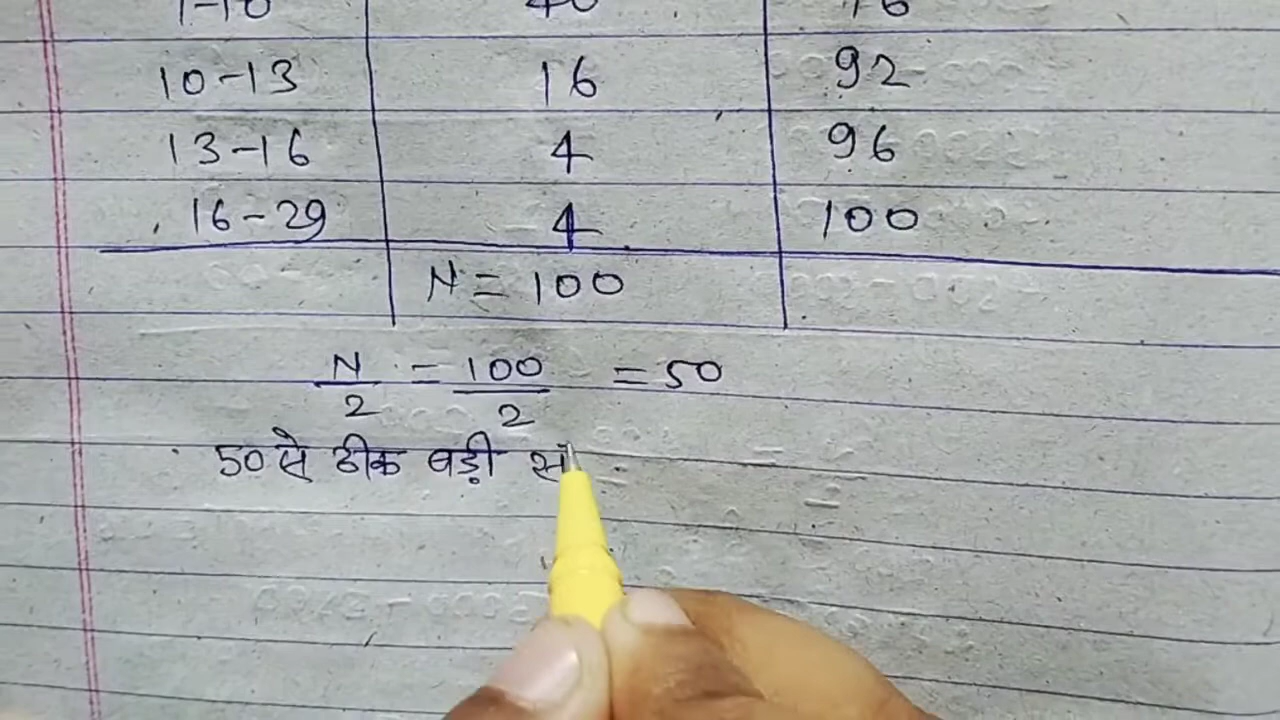 10-13 16 92
13-16 4 96
16-29 4 100
N = 100
N/2 = 100/2 = 50
50 से ठीक बड़ी